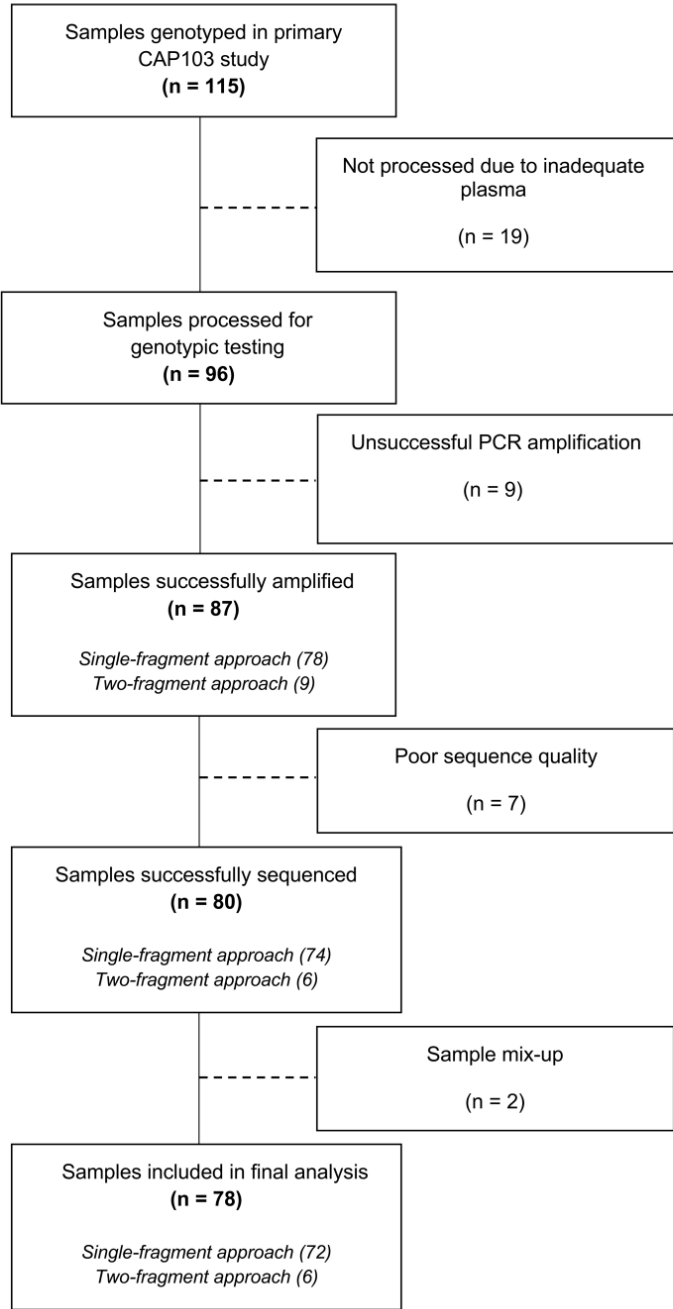 Samples genotyped in primary
CAP103 study
(n = 115)
Not processed due to inadequate
plasma
(n = 19)
Samples processed for
genotypic testing
(n = 96)
Unsuccessful PCR amplification
(n = 9)
Samples successfully amplified
(n = 87)
Single-fragment approach (78)
Two-fragment approach (9)
Poor sequence quality
(n = 7)
Samples successfully sequenced
(n = 80)
Single-fragment approach (74)
Two-fragment approach (6)
Sample mix-up
(n = 2)
Samples included in final analysis
(n = 78)
Single-fragment approach (72)
Two-fragment approach (6)